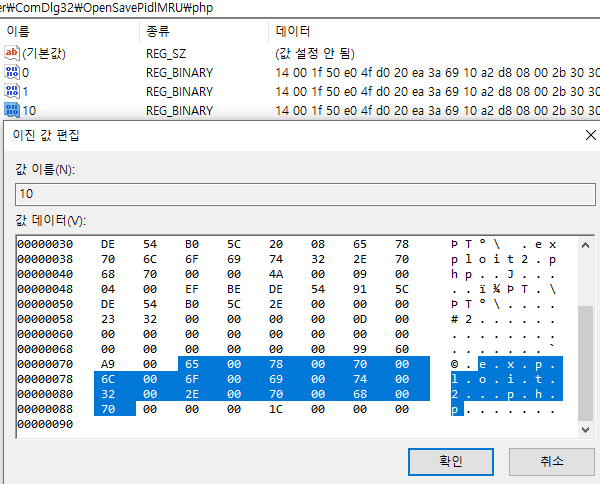 er\ComDlg32\OpenSavePidlMRU\php
이름 종류 데이터
(기본값) REG_SZ (값 설정 안 됨)
0 REG_BINARY 14 00 1f 50 e0 4f d0 20 ea 3a 69 10 a2 d8 08 00 2b 30 30
1 REG_BINARY 14 00 1f 50 e0 4f d0 20 ea 3a 69 10 a2 d8 08 00 2b 30 30
10 REG_BINARY 14 00 1f 50 e0 4f d0 20 ea 3a 69 10 a2 d8 08 00 2b 30 30
이진 값 편집
값 이름(N):
10
값 데이터(V):
00000030 DE 54 B0 5C 20 08 65 78 ÞT°\ .ex
00000038 70 6C 6F 69 74 32 2E 70 ploit2.p
00000040 68 70 00 00 4A 00 09 00 hp..J...
00000048 04 00 EF BE DE 54 91 5C ..ï¾ÞT.\
00000050 DE 54 B0 5C 2E 00 00 00 ÞT°\....
00000058 23 32 00 00 00 00 0D 00 #2......
00000060 00 00 00 00 00 00 00 00 ........
00000068 00 00 00 00 00 00 99 60 .......`
00000070 A9 00 65 00 78 00 70 00 ©.e.x.p.
00000078 6C 00 6F 00 69 00 74 00 l.o.i.t.
00000080 32 00 2E 00 70 00 68 00 2...p.h.
00000088 70 00 00 00 1C 00 00 00 p.......
00000090
확인 취소